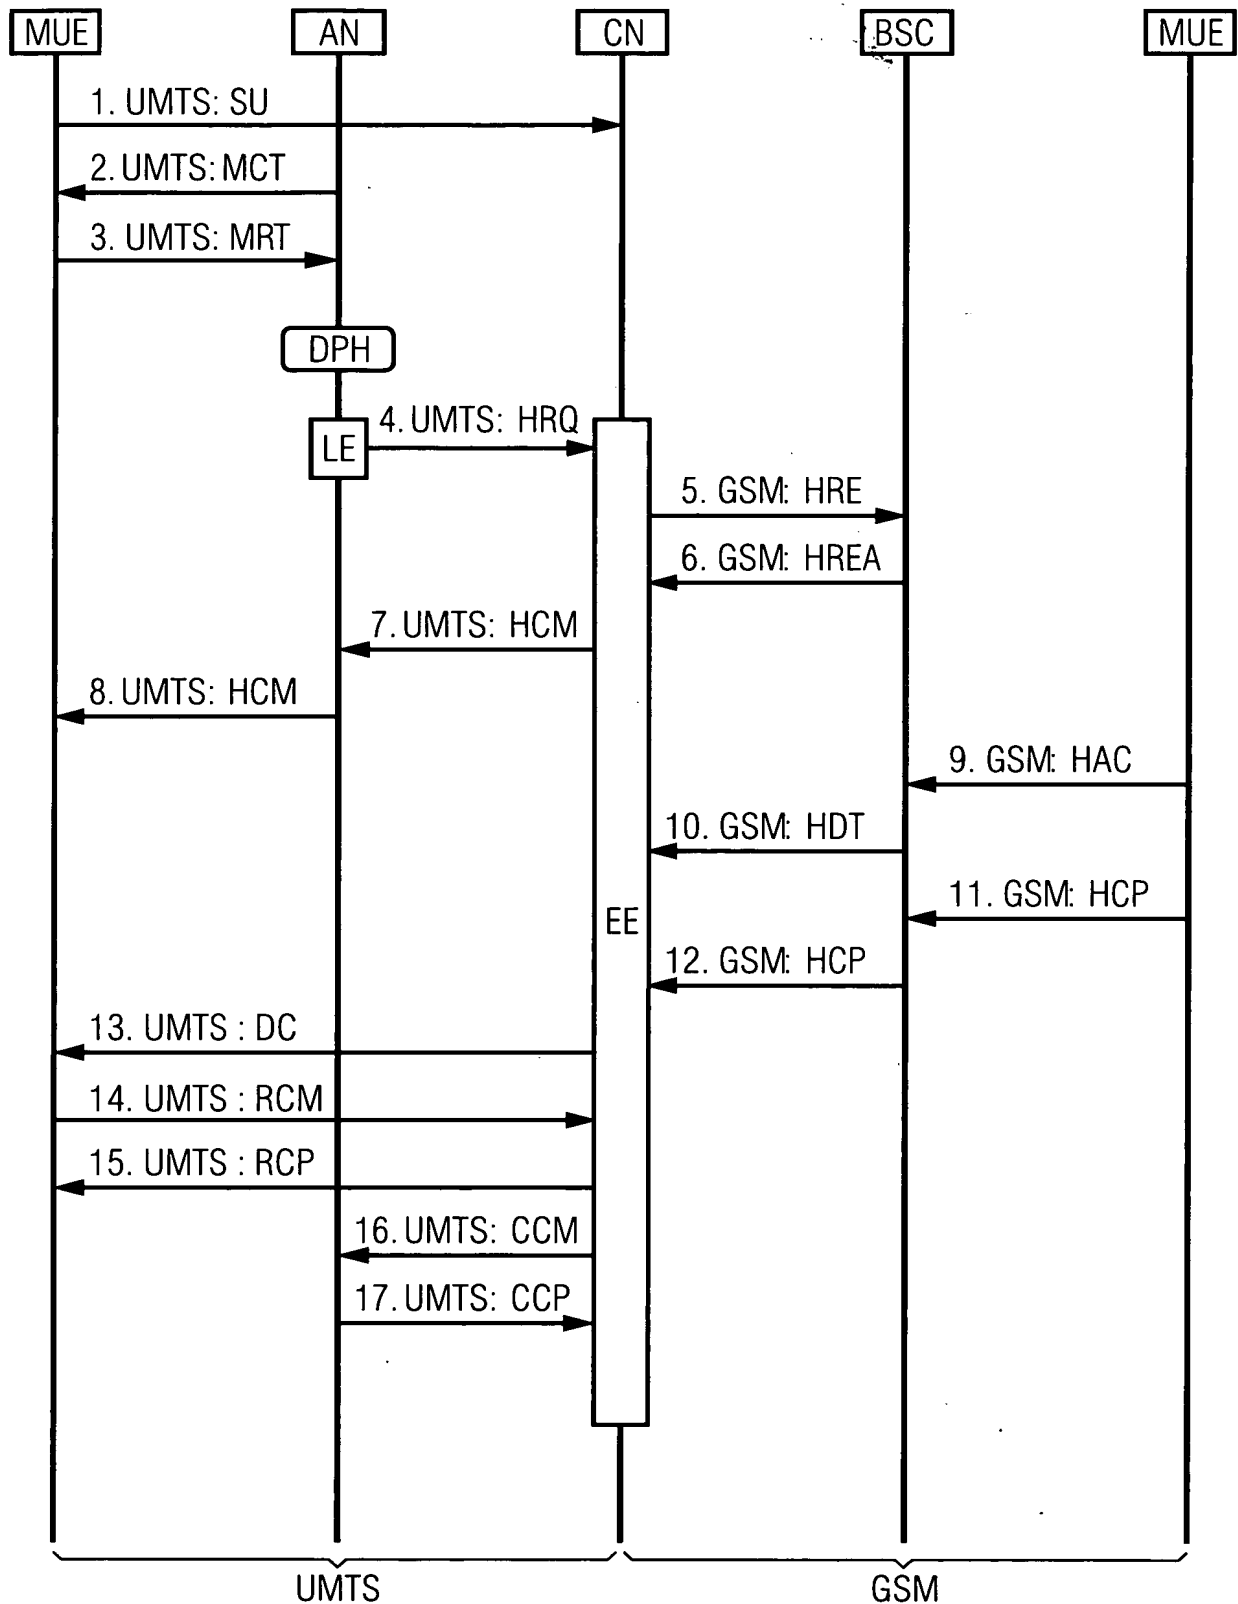 MUE AN CN BSC MUE
1. UMTS: SU
2. UMTS: MCT
3. UMTS: MRT
DPH
LE
4. UMTS: HRQ
5. GSM: HRE
6. GSM: HREA
7. UMTS: HCM
8. UMTS: HCM
9. GSM: HAC
10. GSM: HDT
11. GSM: HCP
EE
12. GSM: HCP
13. UMTS : DC
14. UMTS : RCM
15. UMTS : RCP
16. UMTS: CCM
17. UMTS: CCP
UMTS GSM